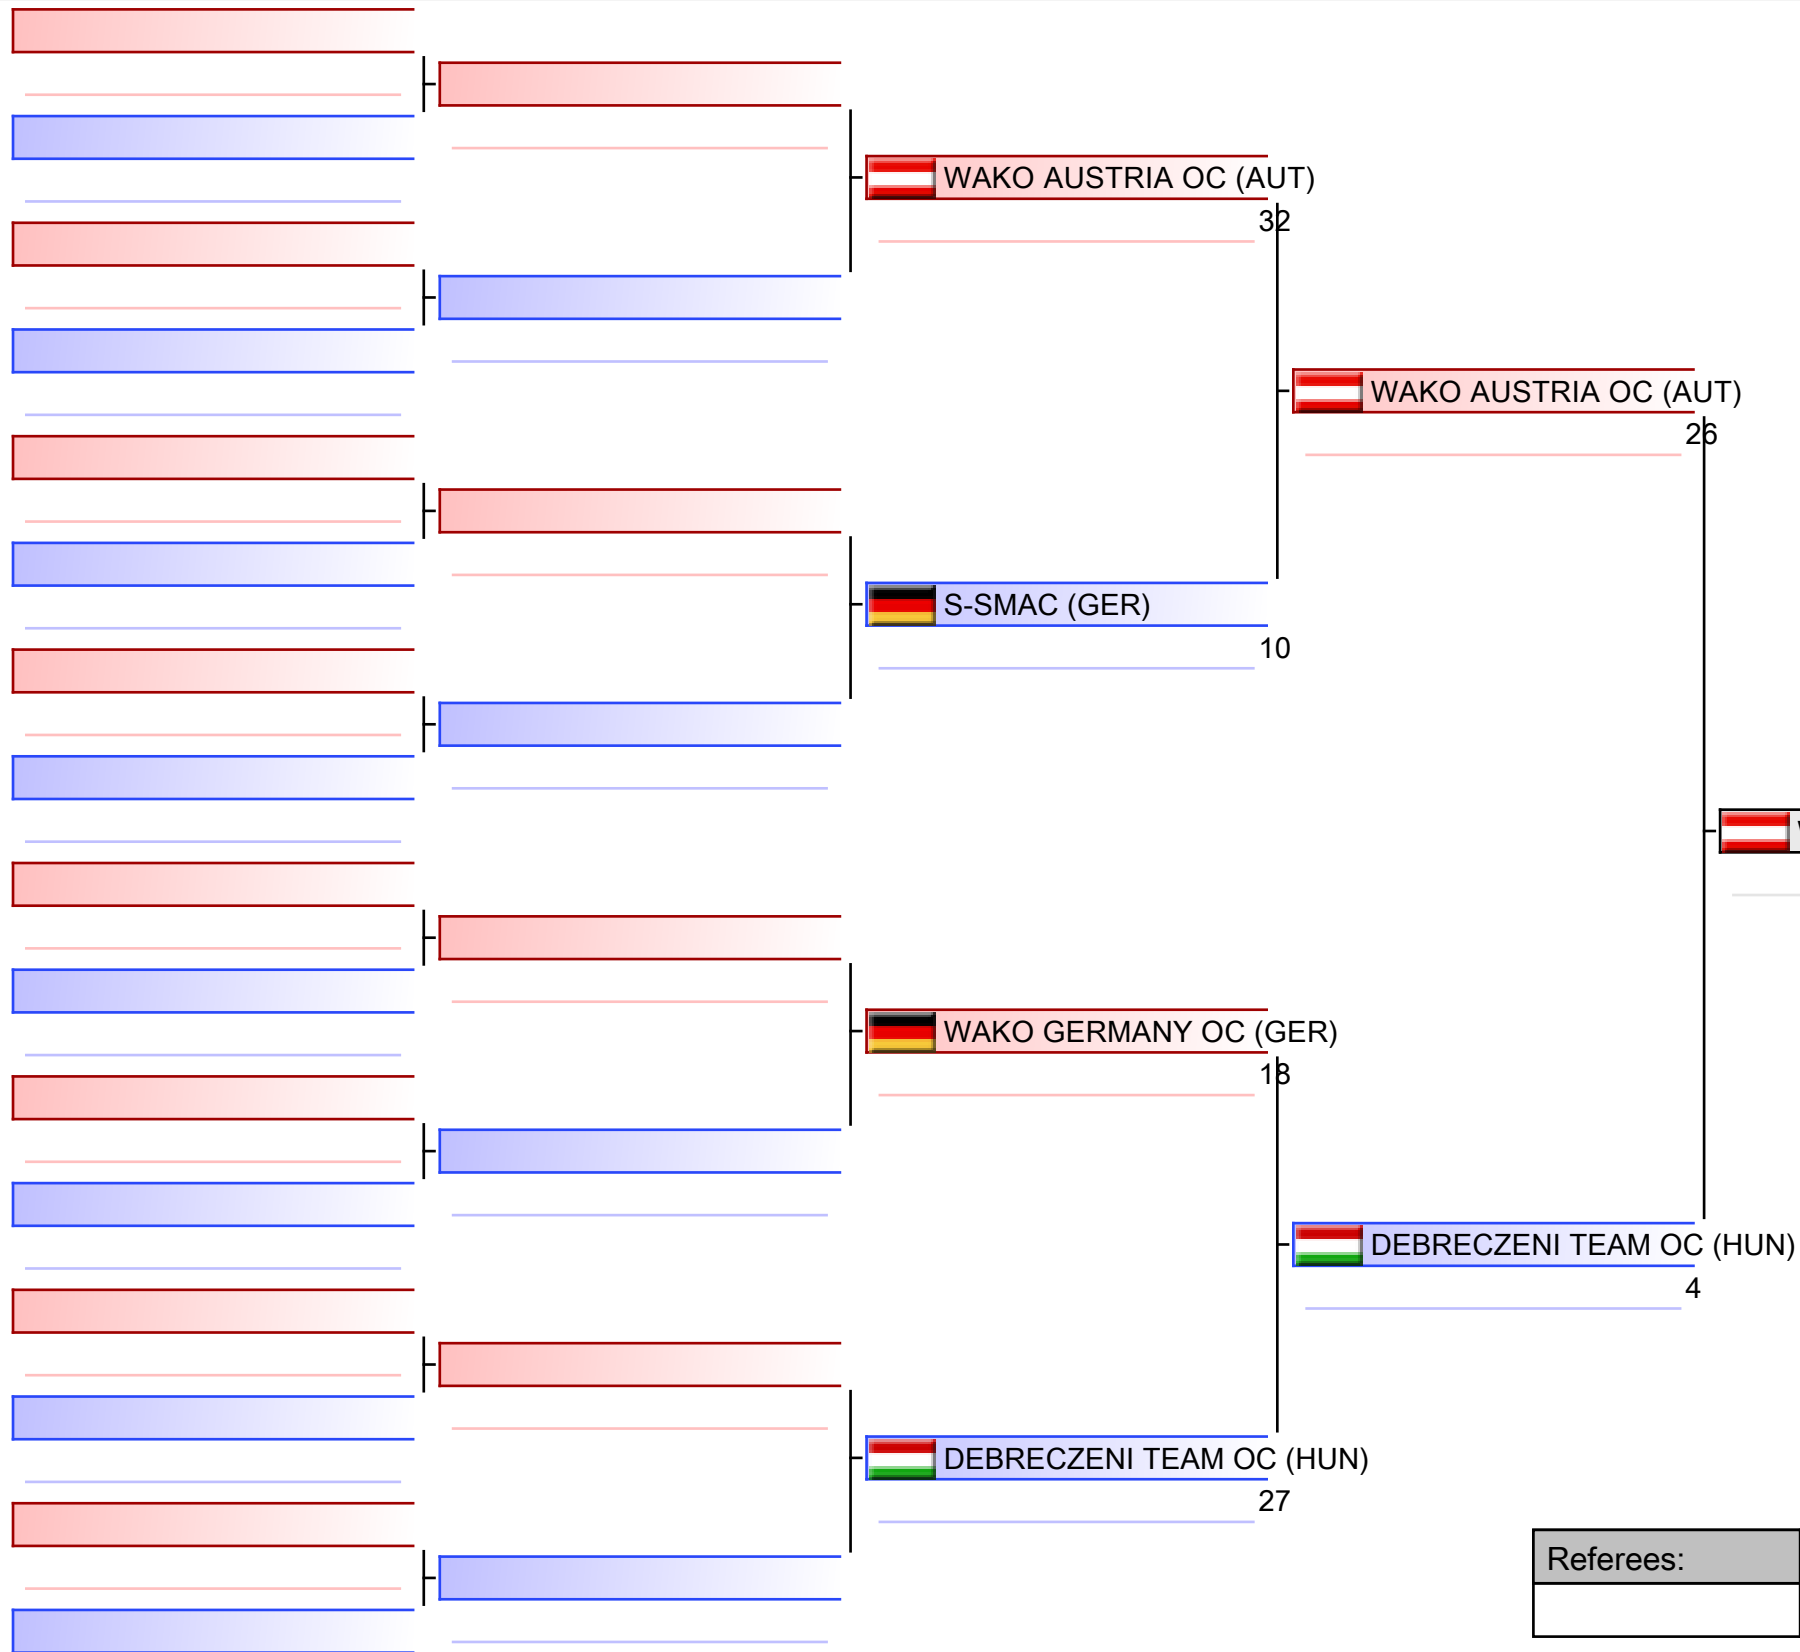 WAKO AUSTRIA OC (AUT)
32
WAKO AUSTRIA OC (AUT)
26
S-SMAC (GER)
10
WAKO GERMANY OC (GER)
18
DEBRECZENI TEAM OC (HUN)
4
DEBRECZENI TEAM OC (HUN)
27
Referees: